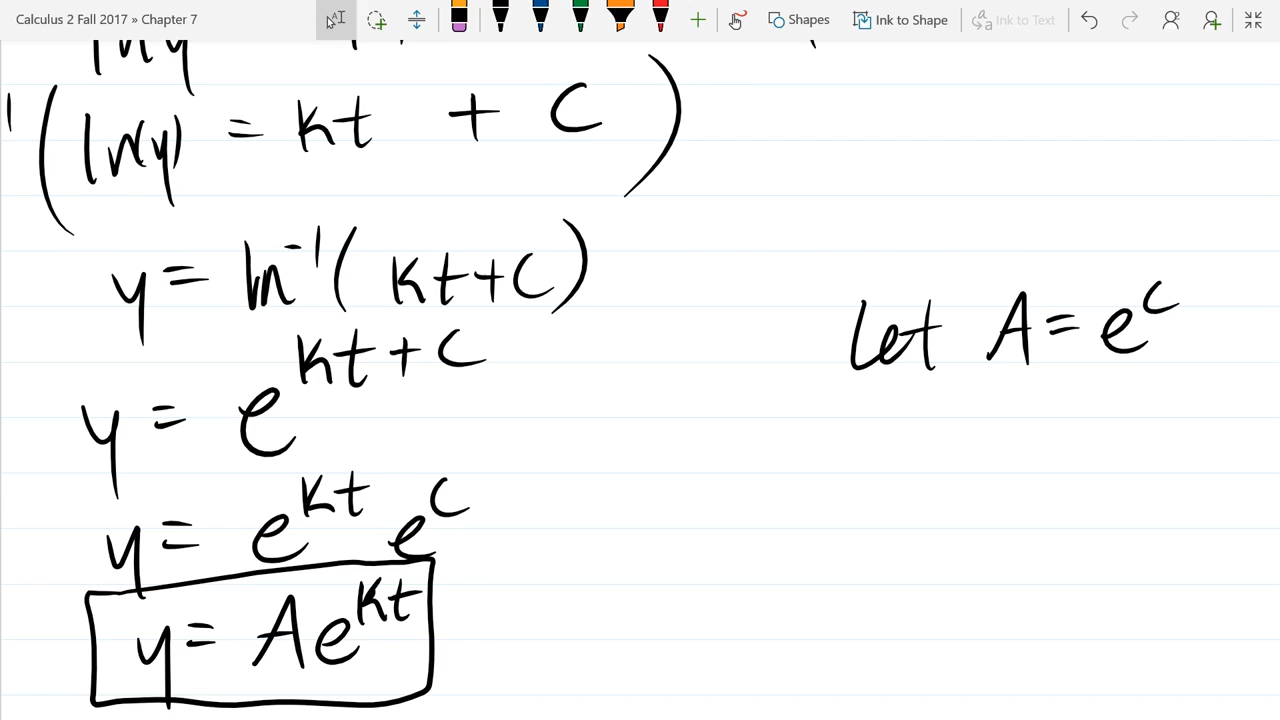 Calculus 2 Fall 2017 » Chapter 7
Shapes
Ink to Shape
Ink to Text
ln y
(ln(y) = kt + C)
y = ln⁻¹(kt+C)
y = e^{kt+C}
Let A = e^C
y = e^{kt} e^C
y = Ae^{kt}